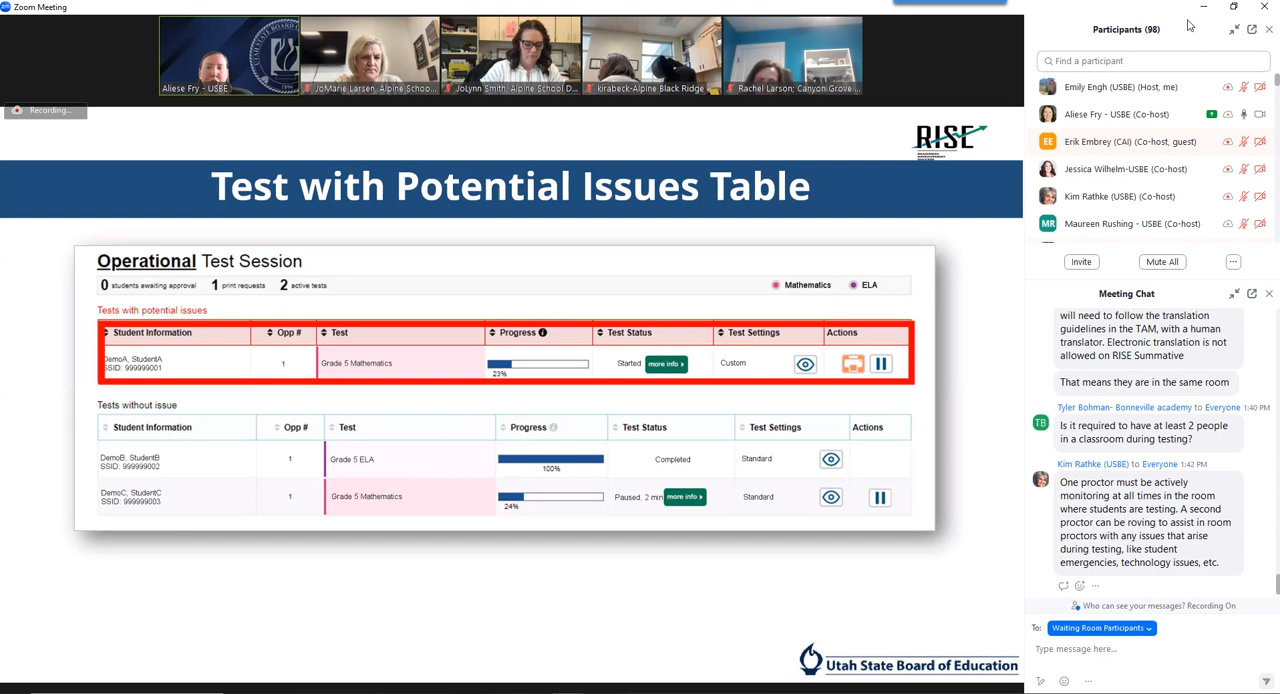 Zoom Meeting
Aliese Fry - USBE
JoMarie Larsen, Alpine Schoo...
JoLynn Smith, Alpine School D...
kirabeck-Alpine Black Ridge
Rachel Larson; Canyon Grove ...
Recording...
RISE
Test with Potential Issues Table
Operational Test Session
0 students awaiting approval 1 print requests 2 active tests Mathematics ELA
Tests with potential issues
Student Information Opp # Test Progress Test Status Test Settings Actions
DemoA, StudentA
SSID: 999999001
1 Grade 5 Mathematics 23% Started more info Custom
Tests without issue
Student Information Opp # Test Progress Test Status Test Settings Actions
DemoB, StudentB
SSID: 999999002
1 Grade 5 ELA 100% Completed Standard
DemoC, StudentC
SSID: 999999003
1 Grade 5 Mathematics 24% Paused, 2 min more info Standard
Utah State Board of Education
Participants (98)
Find a participant
Emily Engh (USBE) (Host, me)
Aliese Fry - USBE (Co-host)
EE Erik Embrey (CAI) (Co-host, guest)
Jessica Wilhelm-USBE (Co-host)
Kim Rathke (USBE) (Co-host)
MR Maureen Rushing - USBE (Co-host)
Invite Mute All ...
Meeting Chat
will need to follow the translation
guidelines in the TAM, with a human
translator. Electronic translation is not
allowed on RISE Summative
That means they are in the same room
Tyler Bohman- Bonneville academy to Everyone 1:40 PM
TB Is it required to have at least 2 people
in a classroom during testing?
Kim Rathke (USBE) to Everyone 1:42 PM
One proctor must be actively
monitoring at all times in the room
where students are testing. A second
proctor can be roving to assist in room
proctors with any issues that arise
during testing, like student
emergencies, technology issues, etc.
Who can see your messages? Recording On
To: Waiting Room Participants
Type message here...